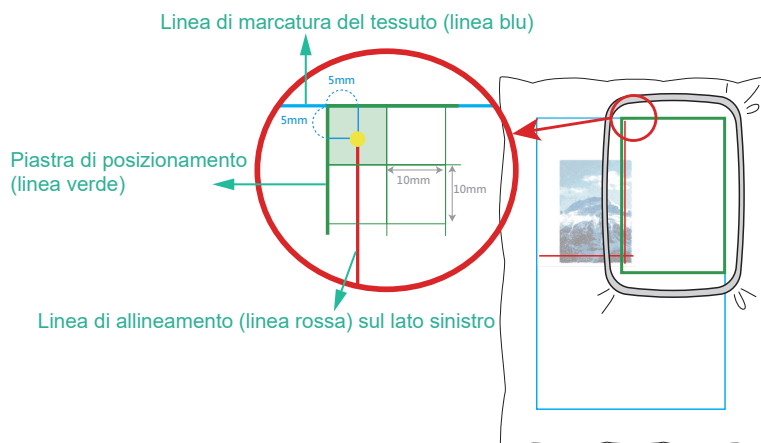 Linea di marcatura del tessuto (linea blu)
5mm
5mm
Piastra di posizionamento
(linea verde)
10mm
10mm
Linea di allineamento (linea rossa) sul lato sinistro